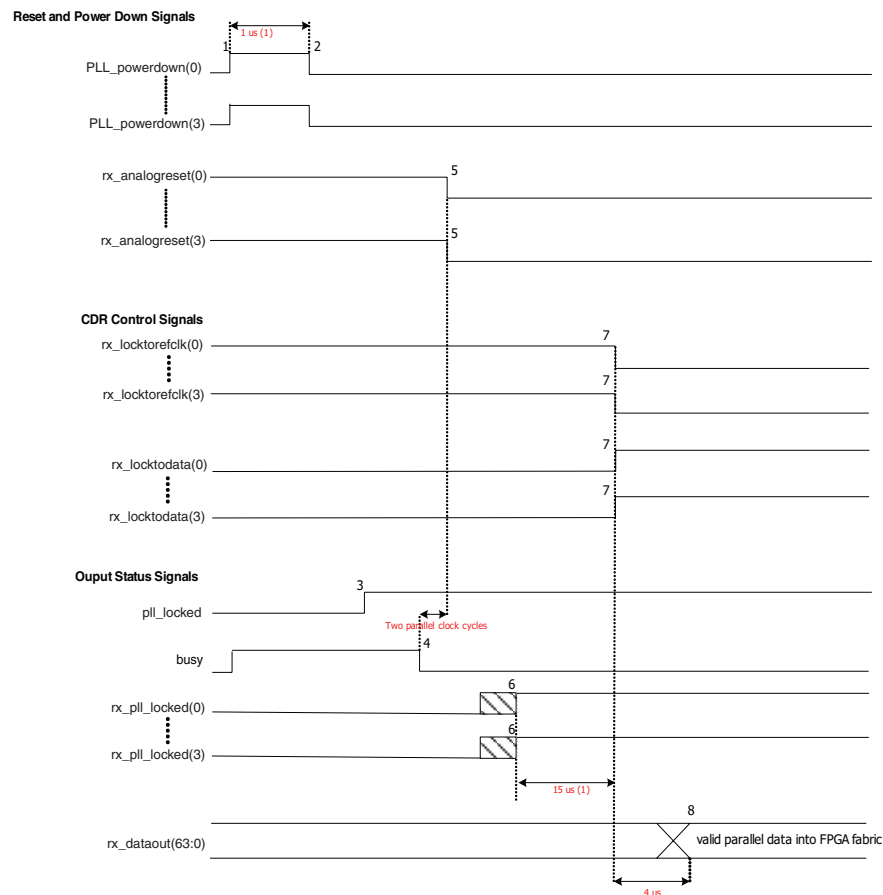 Reset and Power Down Signals
1 us (1)
1
2
PLL_powerdown(0)
PLL_powerdown(3)
rx_analogreset(0)
5
rx_analogreset(3)
5
CDR Control Signals
rx_locktorefclk(0)
7
rx_locktorefclk(3)
7
rx_locktodata(0)
7
rx_locktodata(3)
7
Ouput Status Signals
3
pll_locked
Two parallel clock cycles
busy
4
rx_pll_locked(0)
6
rx_pll_locked(3)
6
15 us (1)
rx_dataout(63:0)
8
valid parallel data into FPGA fabric
4 us